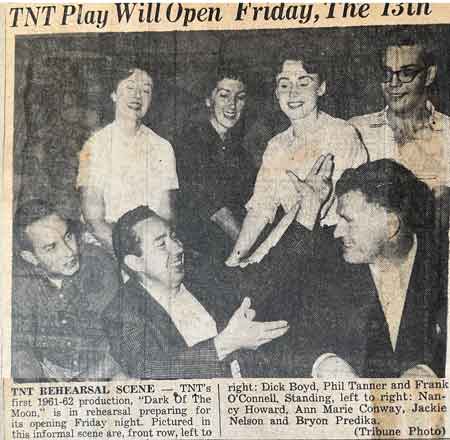 TNT Play Will Open Friday, The 13th
TNT REHEARSAL SCENE — TNT's
first 1961-62 production, "Dark Of The
Moon," is in rehearsal preparing for
its opening Friday night. Pictured in
this informal scene are, front row, left to
right: Dick Boyd, Phil Tanner and Frank
O'Connell, Standing, left to right: Nan-
cy Howard, Ann Marie Conway, Jackie
Nelson and Bryon Predika.
(Tribune Photo)